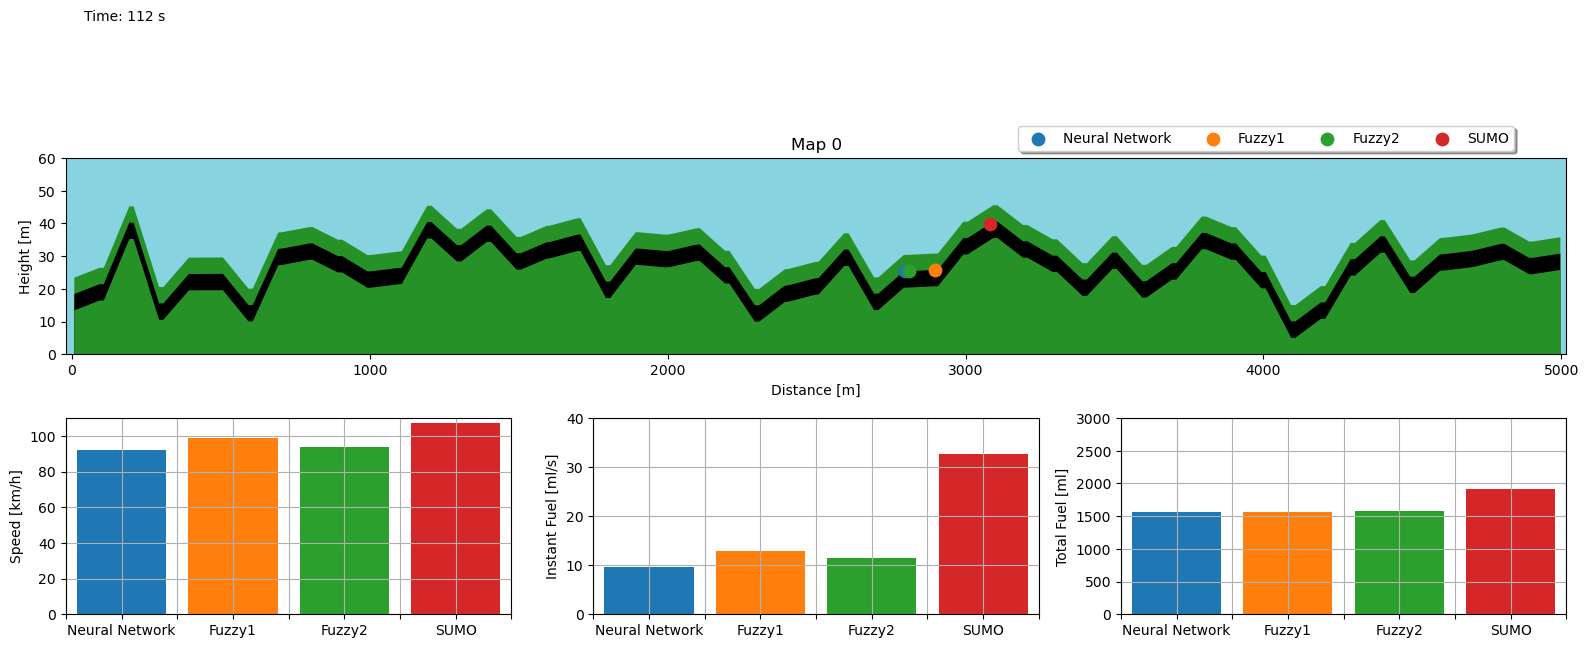 Time: 112 s
Map 0
Neural Network Fuzzy1 Fuzzy2 SUMO
Height [m]
60
50
40
30
20
10
0
0 1000 2000 3000 4000 5000
Distance [m]
Speed [km/h]
100
80
60
40
20
0
Neural Network Fuzzy1 Fuzzy2 SUMO
Instant Fuel [ml/s]
40
30
20
10
0
Neural Network Fuzzy1 Fuzzy2 SUMO
Total Fuel [ml]
3000
2500
2000
1500
1000
500
0
Neural Network Fuzzy1 Fuzzy2 SUMO